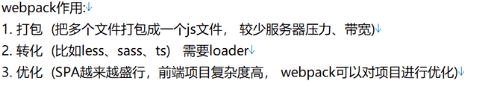 webpack作用:
1. 打包（把多个文件打包成一个js文件， 较少服务器压力、带宽）
2. 转化（比如less、sass、ts） 需要loader
3. 优化（SPA越来越盛行，前端项目复杂度高， webpack可以对项目进行优化）